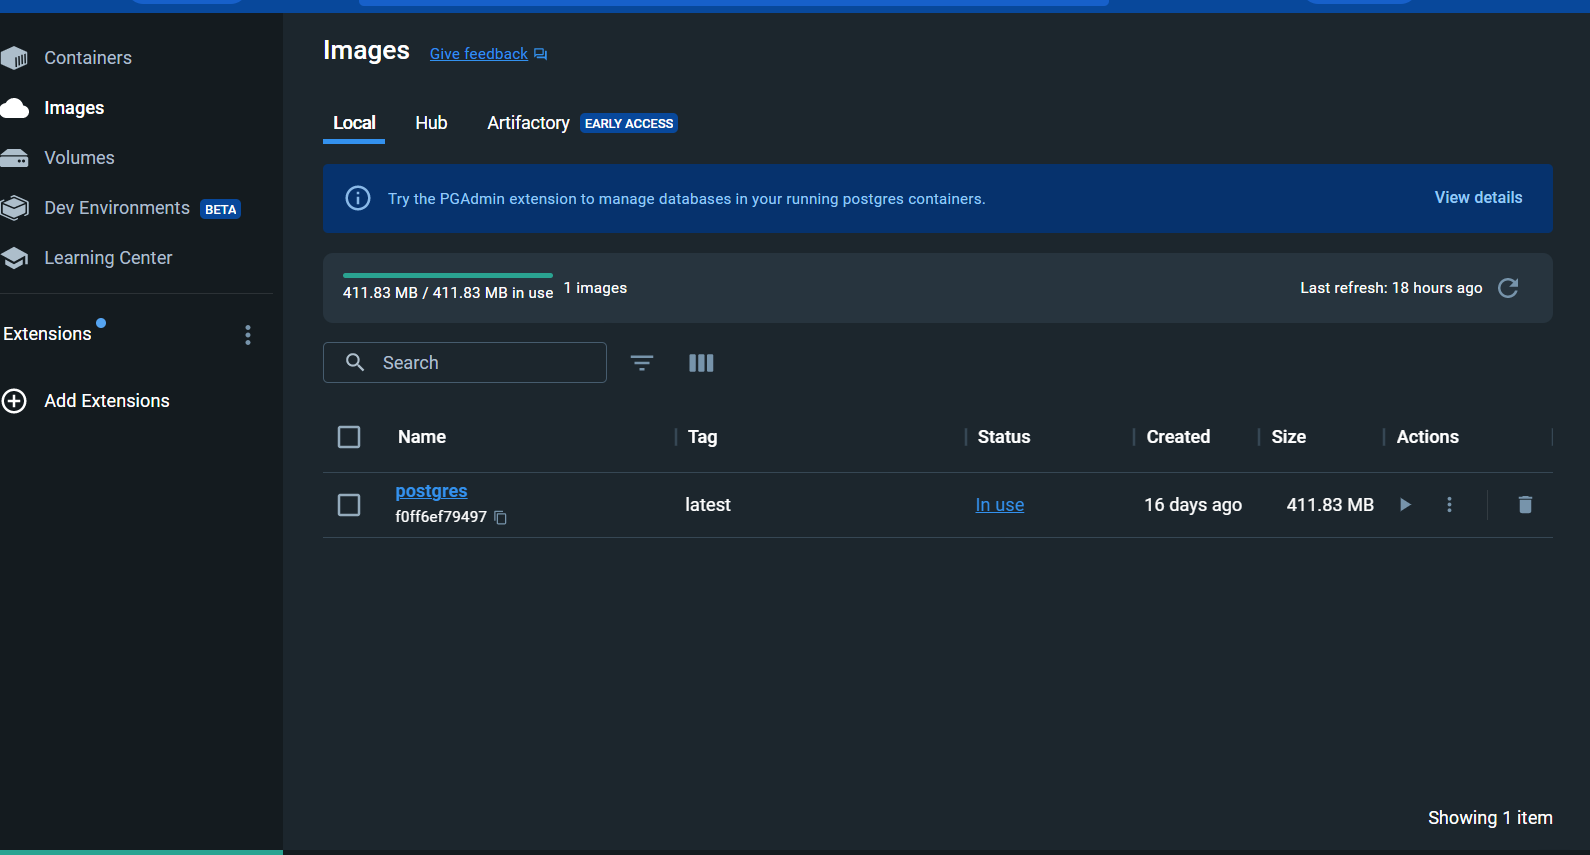 Containers
Images
Volumes
Dev Environments BETA
Learning Center
Extensions
Add Extensions
Images Give feedback
Local Hub Artifactory EARLY ACCESS
Try the PGAdmin extension to manage databases in your running postgres containers. View details
411.83 MB / 411.83 MB in use 1 images Last refresh: 18 hours ago
Search
Name Tag Status Created Size Actions
postgres
f0ff6ef79497
latest In use 16 days ago 411.83 MB
Showing 1 item